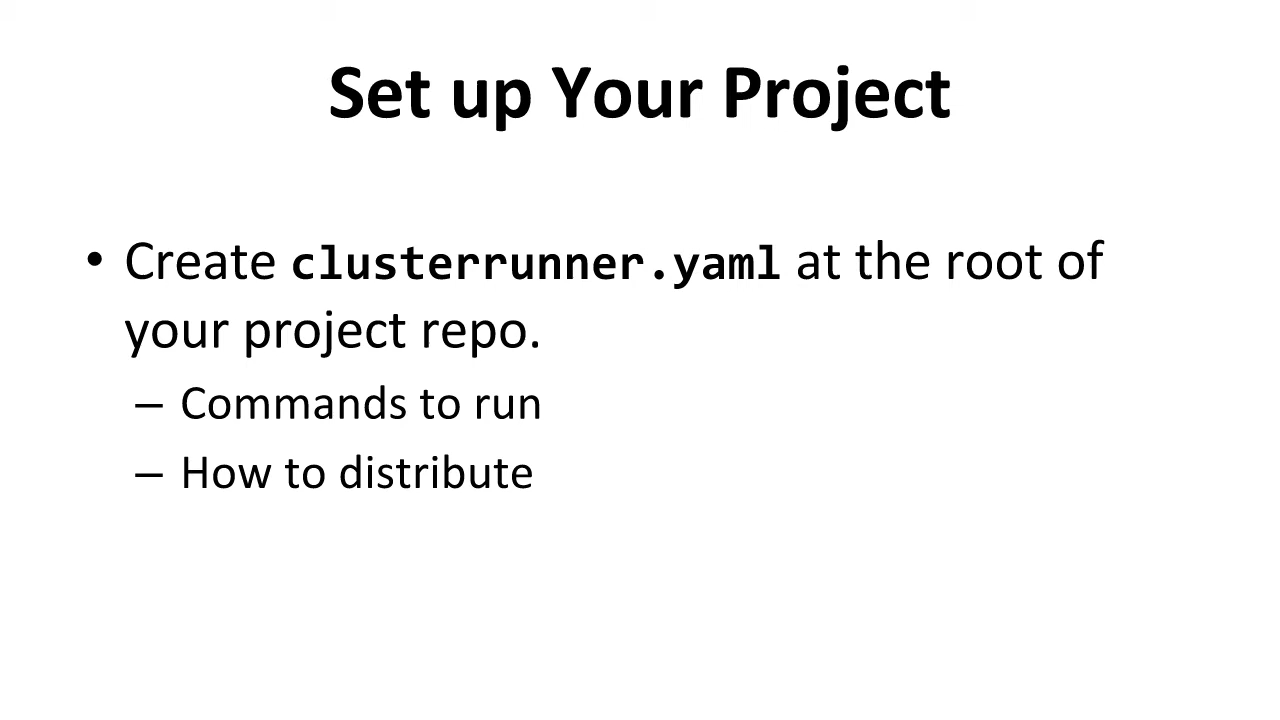 Set up Your Project
• Create clusterrunner.yaml at the root of
your project repo.
– Commands to run
– How to distribute